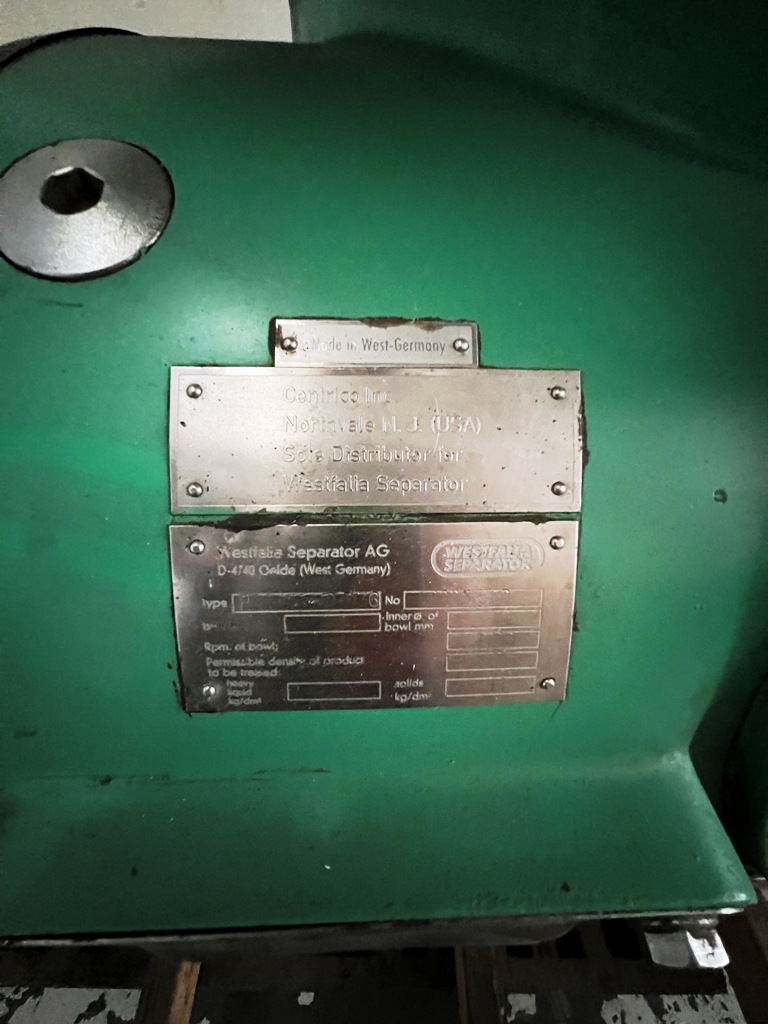 Made in West-Germany
Centrico Inc.
Northvale N. J. (USA)
Sole Distributor for
Westfalia Separator
Westfalia Separator AG
D-4740 Oelde (West Germany)
WESTFALIA
SEPARATOR
type
No
Inner ø of
bowl mm
Rpm. of bowl:
Permissible density of product
to be treated:
heavy
liquid
kg/dm³
solids
kg/dm³